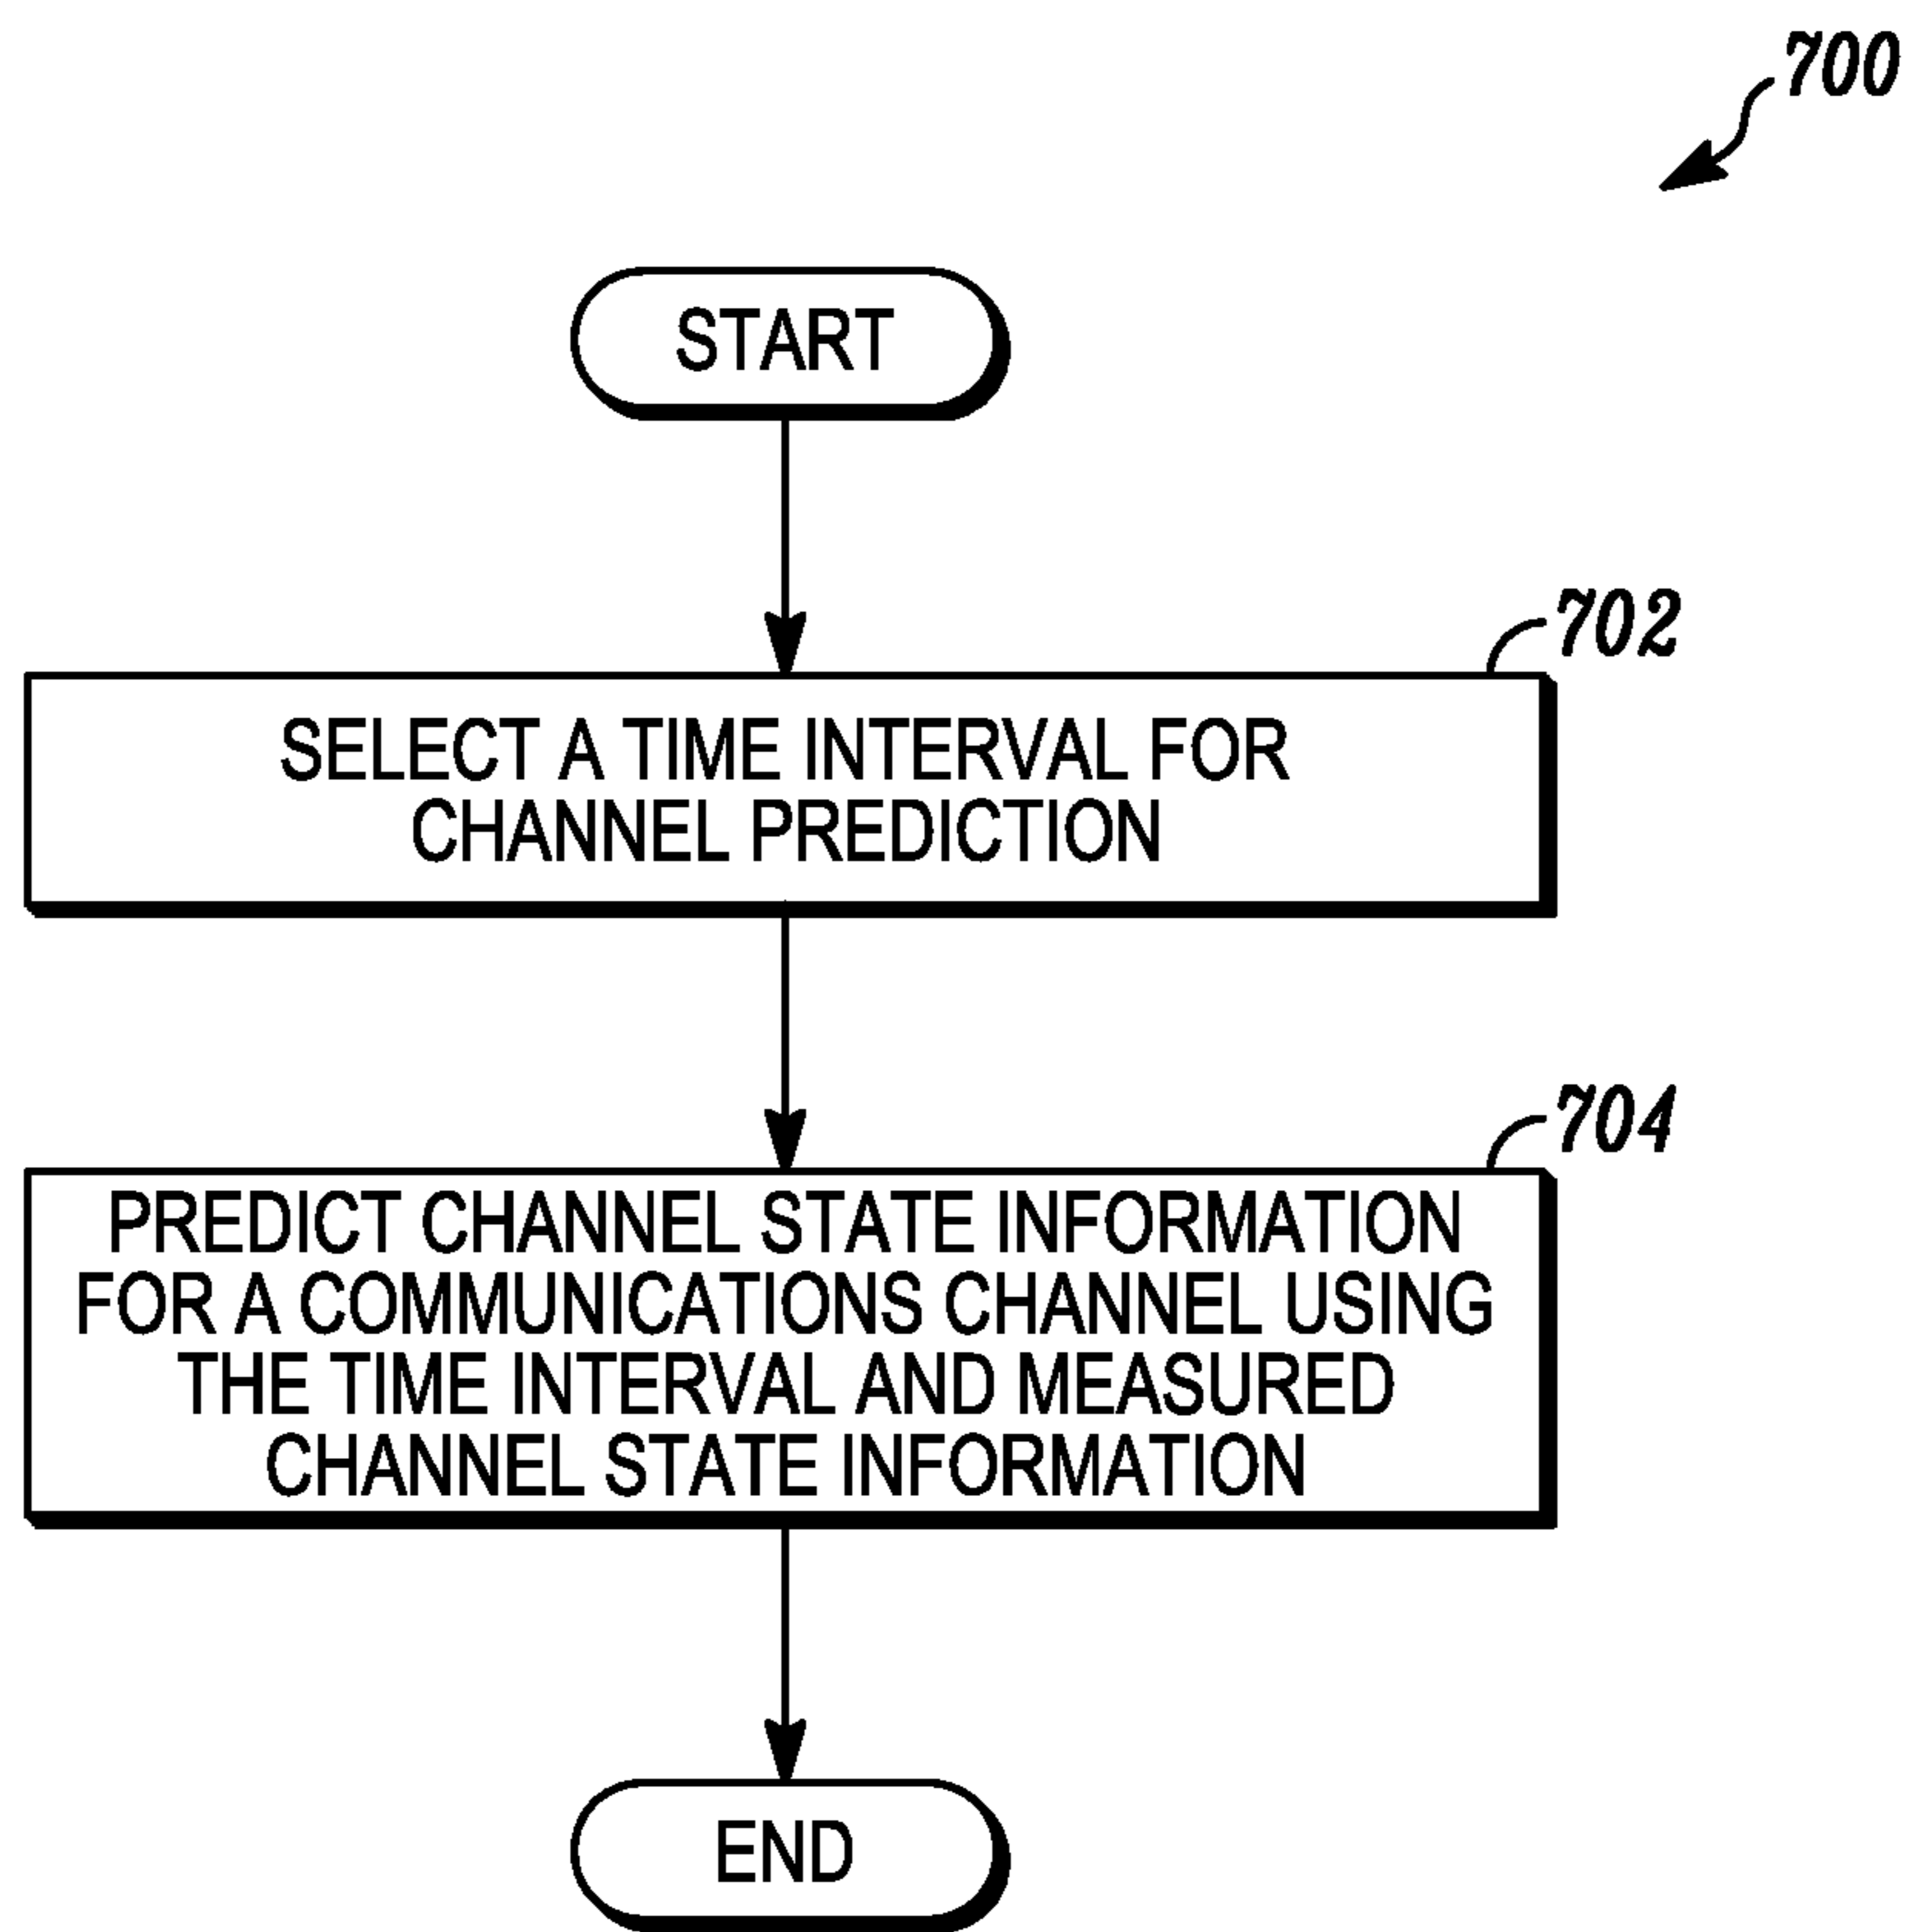 700
START
702
SELECT A TIME INTERVAL FOR
CHANNEL PREDICTION
704
PREDICT CHANNEL STATE INFORMATION
FOR A COMMUNICATIONS CHANNEL USING
THE TIME INTERVAL AND MEASURED
CHANNEL STATE INFORMATION
END